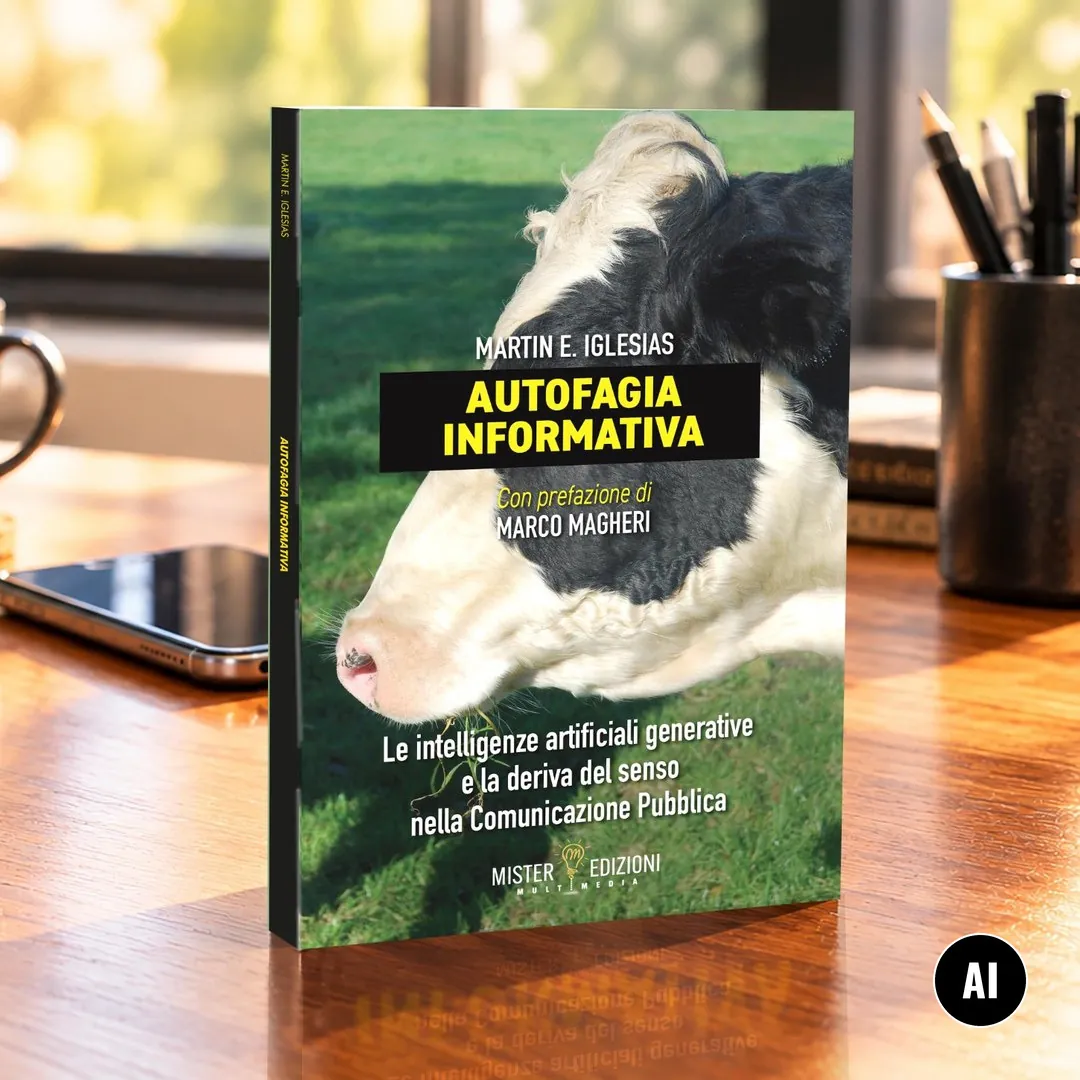 MARTIN E. IGLESIAS
AUTOFAGIA INFORMATIVA
MARTIN E. IGLESIAS
AUTOFAGIA
INFORMATIVA
Con prefazione di
MARCO MAGHERI
Le intelligenze artificiali generative
e la deriva del senso
nella Comunicazione Pubblica
MISTER EDIZIONI
MULTIMEDIA
AI